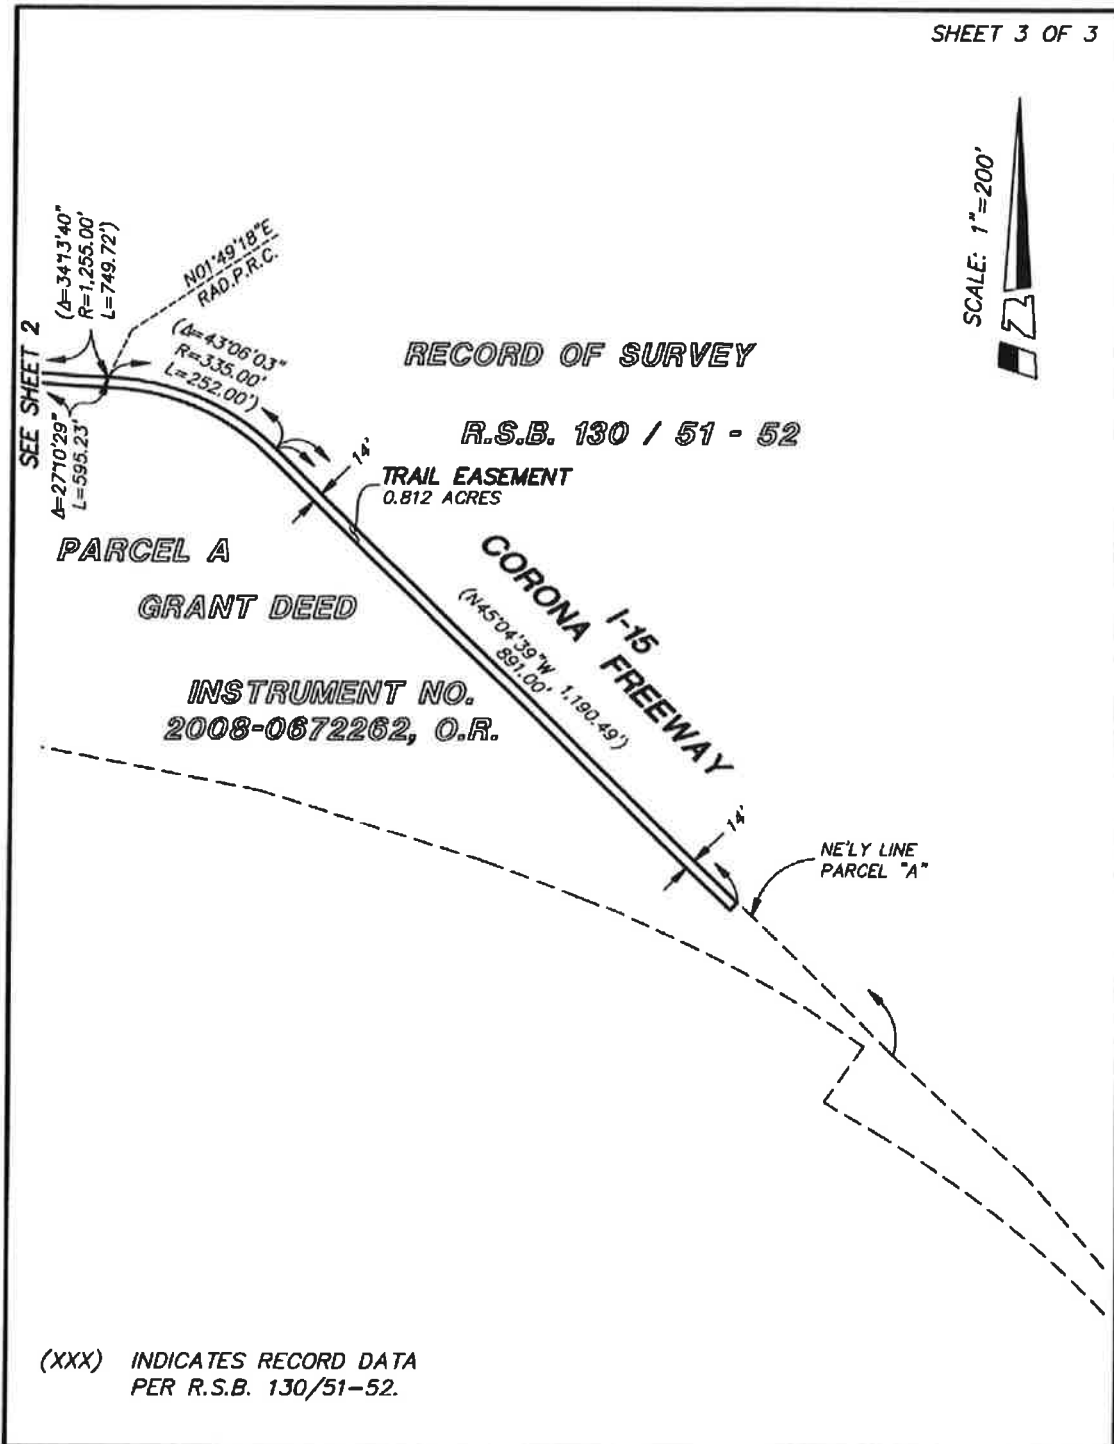 SHEET 3 OF 3
SCALE: 1"=200'
N
(Δ=34°13'40"
R=1,255.00'
L=749.72')
N01°49'18"E
RAD.P.R.C.
(Δ=43°06'03"
R=335.00'
L=252.00')
SEE SHEET 2
Δ=27°10'29"
L=595.23'
RECORD OF SURVEY
R.S.B. 130 / 51 - 52
14'
TRAIL EASEMENT
0.812 ACRES
PARCEL A
GRANT DEED
INSTRUMENT NO.
2008-0672262, O.R.
I-15
CORONA FREEWAY
(N45°04'39"W 1,190.49')
891.00'
14'
NE'LY LINE
PARCEL "A"
(XXX) INDICATES RECORD DATA
PER R.S.B. 130/51-52.